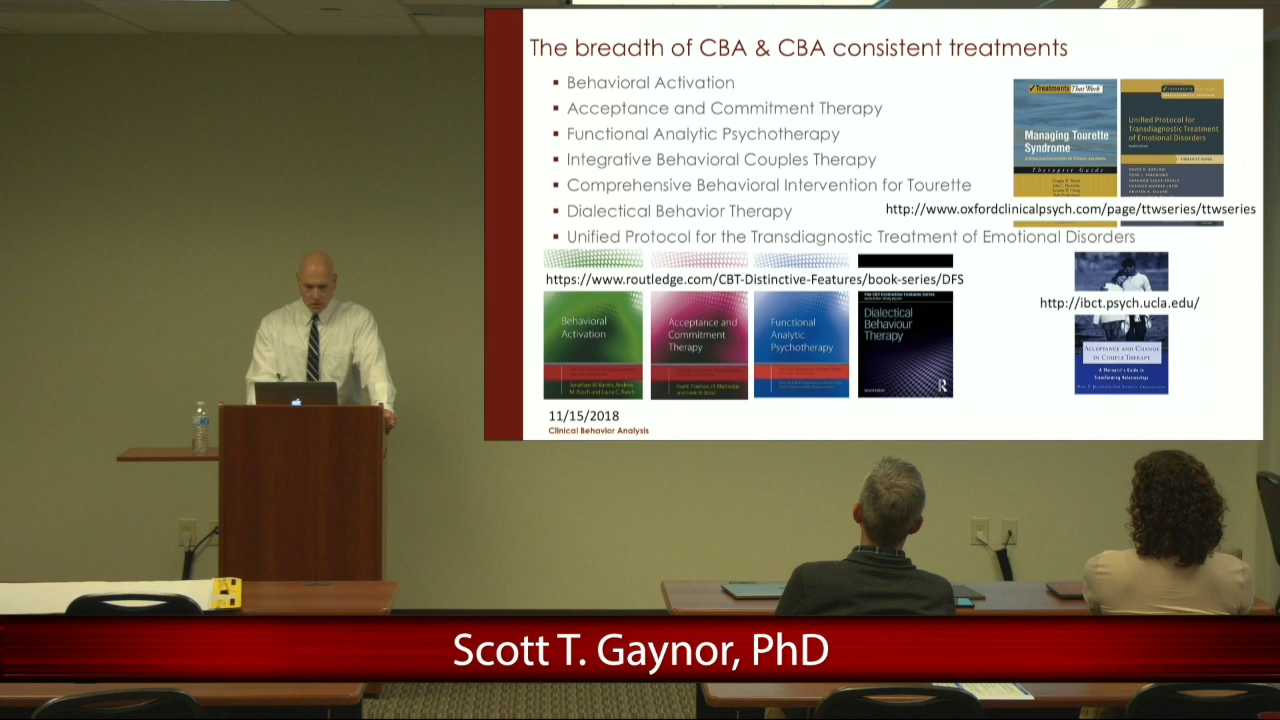 The breadth of CBA & CBA consistent treatments
▪ Behavioral Activation
▪ Acceptance and Commitment Therapy
▪ Functional Analytic Psychotherapy
▪ Integrative Behavioral Couples Therapy
▪ Comprehensive Behavioral Intervention for Tourette
▪ Dialectical Behavior Therapy
▪ Unified Protocol for the Transdiagnostic Treatment of Emotional Disorders
Treatments That Work
Managing Tourette
Syndrome
Therapist Guide
Unified Protocol for
Transdiagnostic Treatment
of Emotional Disorders
http://www.oxfordclinicalpsych.com/page/ttwseries/ttwseries
https://www.routledge.com/CBT-Distinctive-Features/book-series/DFS
http://ibct.psych.ucla.edu/
Behavioral
Activation
Acceptance and
Commitment
Therapy
Functional
Analytic
Psychotherapy
Dialectical
Behaviour
Therapy
Acceptance and Change
in Couple Therapy
A Therapist's Guide to
Transforming Relationships
11/15/2018
Clinical Behavior Analysis
Scott T. Gaynor, PhD